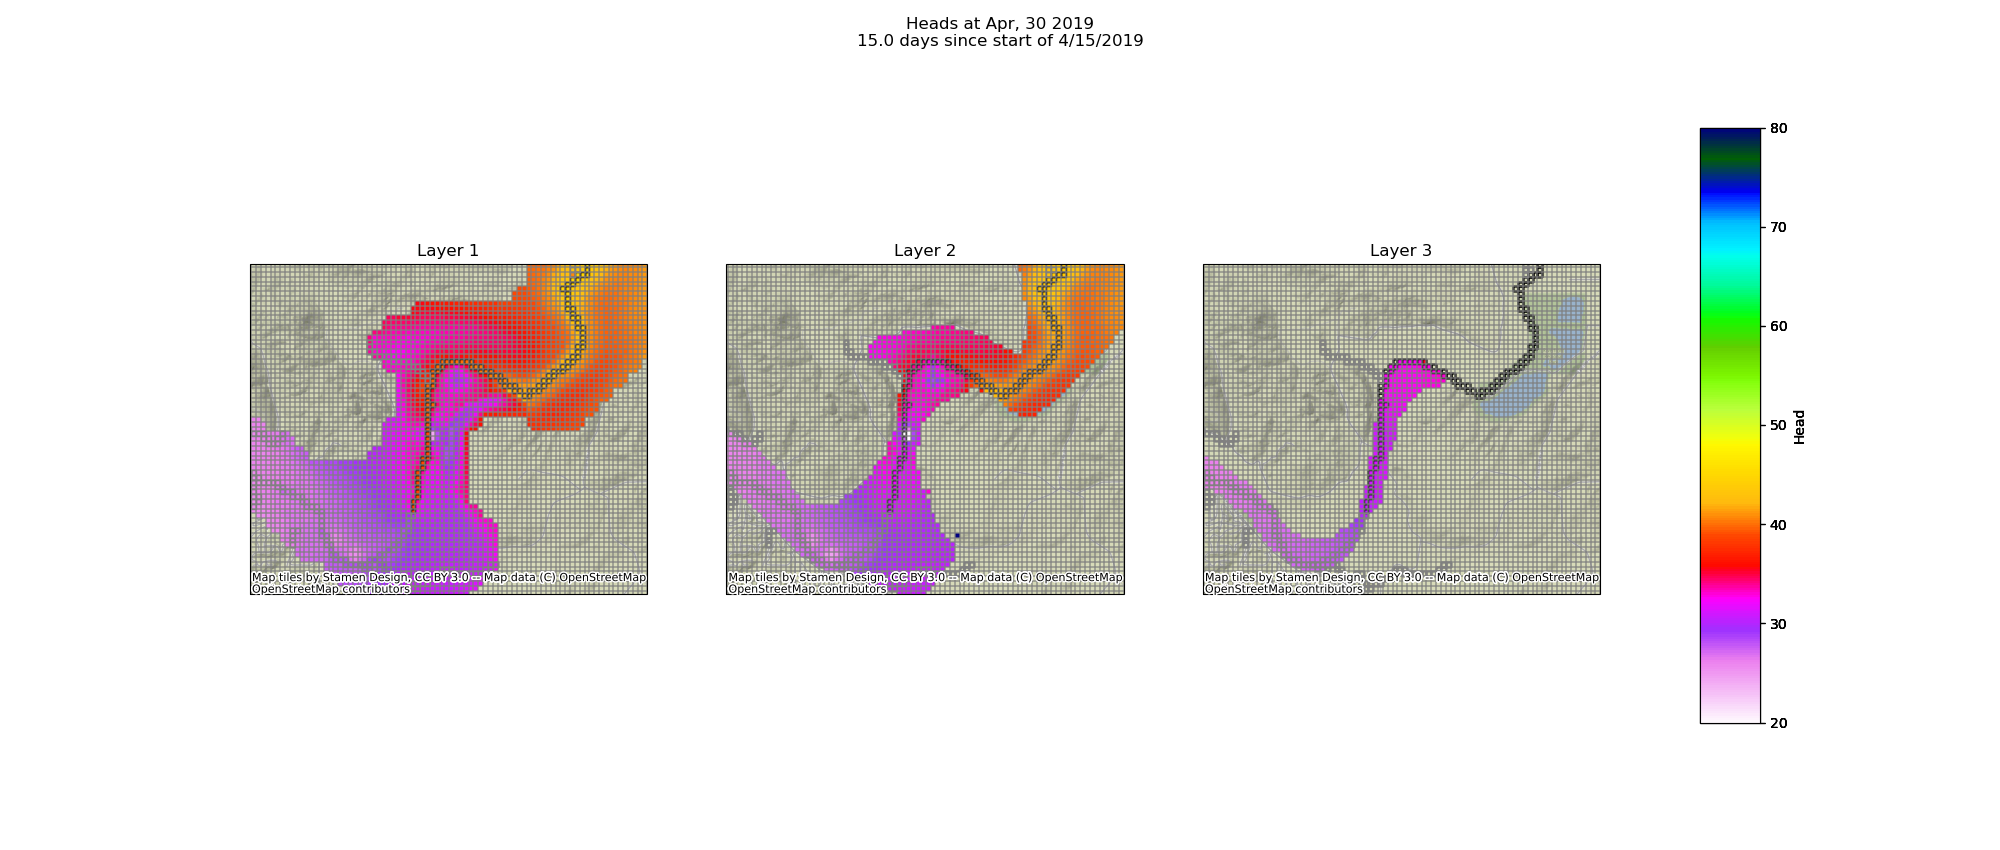 Heads at Apr, 30 2019
15.0 days since start of 4/15/2019
Layer 1
Layer 2
Layer 3
Map tiles by Stamen Design, CC BY 3.0 -- Map data (C) OpenStreetMap
OpenStreetMap contributors
Map tiles by Stamen Design, CC BY 3.0 -- Map data (C) OpenStreetMap
OpenStreetMap contributors
Map tiles by Stamen Design, CC BY 3.0 -- Map data (C) OpenStreetMap
OpenStreetMap contributors
80
70
60
50
40
30
20
Head